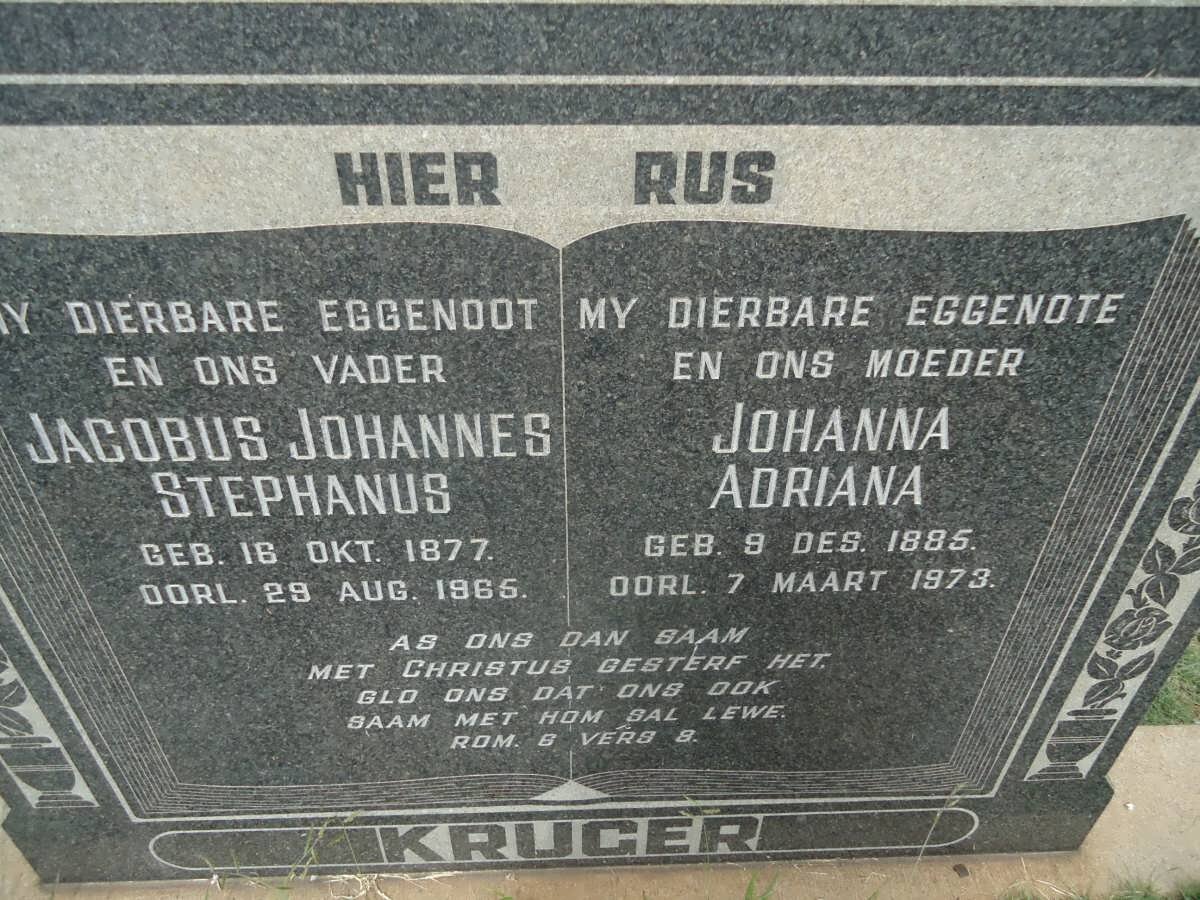 HIER RUS
MY DIERBARE EGGENOOT
EN ONS VADER
JACOBUS JOHANNES
STEPHANUS
GEB. 16 OKT. 1877.
OORL. 29 AUG. 1965.
MY DIERBARE EGGENOTE
EN ONS MOEDER
JOHANNA
ADRIANA
GEB. 9 DES. 1885.
OORL. 7 MAART 1973.
AS ONS DAN SAAM
MET CHRISTUS GESTERF HET,
GLO ONS DAT ONS OOK
SAAM MET HOM SAL LEWE.
ROM. 6 VERS 8.
KRUGER